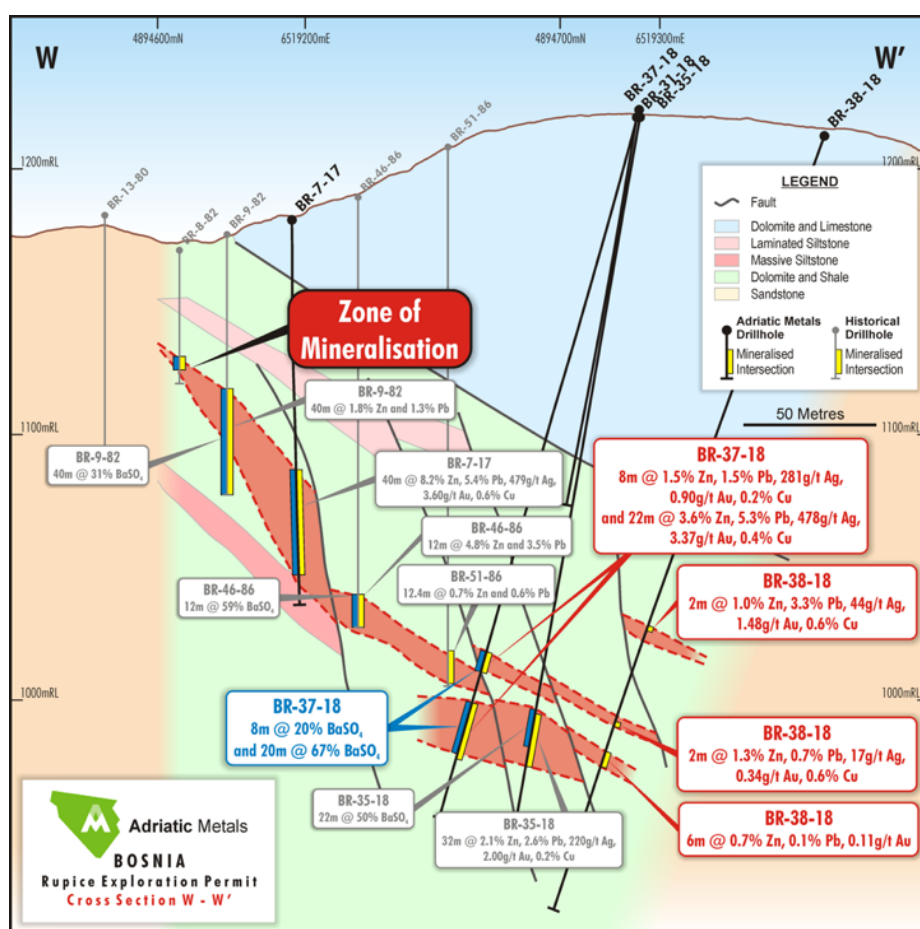 4894600mN
6519200mE
4894700mN
6519300mE
W
W'
BR-37-18
BR-31-18
BR-35-18
BR-38-18
BR-51-86
BR-46-86
BR-7-17
BR-9-82
BR-8-82
BR-13-80
1200mRL
1200mRL
LEGEND
Fault
Dolomite and Limestone
Laminated Siltstone
Massive Siltstone
Dolomite and Shale
Sandstone
Adriatic Metals
Drillhole
Mineralised
Intersection
Historical
Drillhole
Mineralised
Intersection
50 Metres
Zone of
Mineralisation
1100mRL
1100mRL
BR-9-82
40m @ 1.8% Zn and 1.3% Pb
BR-9-82
40m @ 31% BaSO₄
BR-7-17
40m @ 8.2% Zn, 5.4% Pb, 479g/t Ag,
3.60g/t Au, 0.6% Cu
BR-37-18
8m @ 1.5% Zn, 1.5% Pb, 281g/t Ag,
0.90g/t Au, 0.2% Cu
and 22m @ 3.6% Zn, 5.3% Pb, 478g/t Ag,
3.37g/t Au, 0.4% Cu
BR-46-86
12m @ 4.8% Zn and 3.5% Pb
BR-46-86
12m @ 59% BaSO₄
BR-51-86
12.4m @ 0.7% Zn and 0.6% Pb
BR-38-18
2m @ 1.0% Zn, 3.3% Pb, 44g/t Ag,
1.48g/t Au, 0.6% Cu
1000mRL
1000mRL
BR-37-18
8m @ 20% BaSO₄
and 20m @ 67% BaSO₄
BR-38-18
2m @ 1.3% Zn, 0.7% Pb, 17g/t Ag,
0.34g/t Au, 0.6% Cu
BR-35-18
22m @ 50% BaSO₄
BR-35-18
32m @ 2.1% Zn, 2.6% Pb, 220g/t Ag,
2.00g/t Au, 0.2% Cu
BR-38-18
6m @ 0.7% Zn, 0.1% Pb, 0.11g/t Au
Adriatic Metals
BOSNIA
Rupice Exploration Permit
Cross Section W - W'